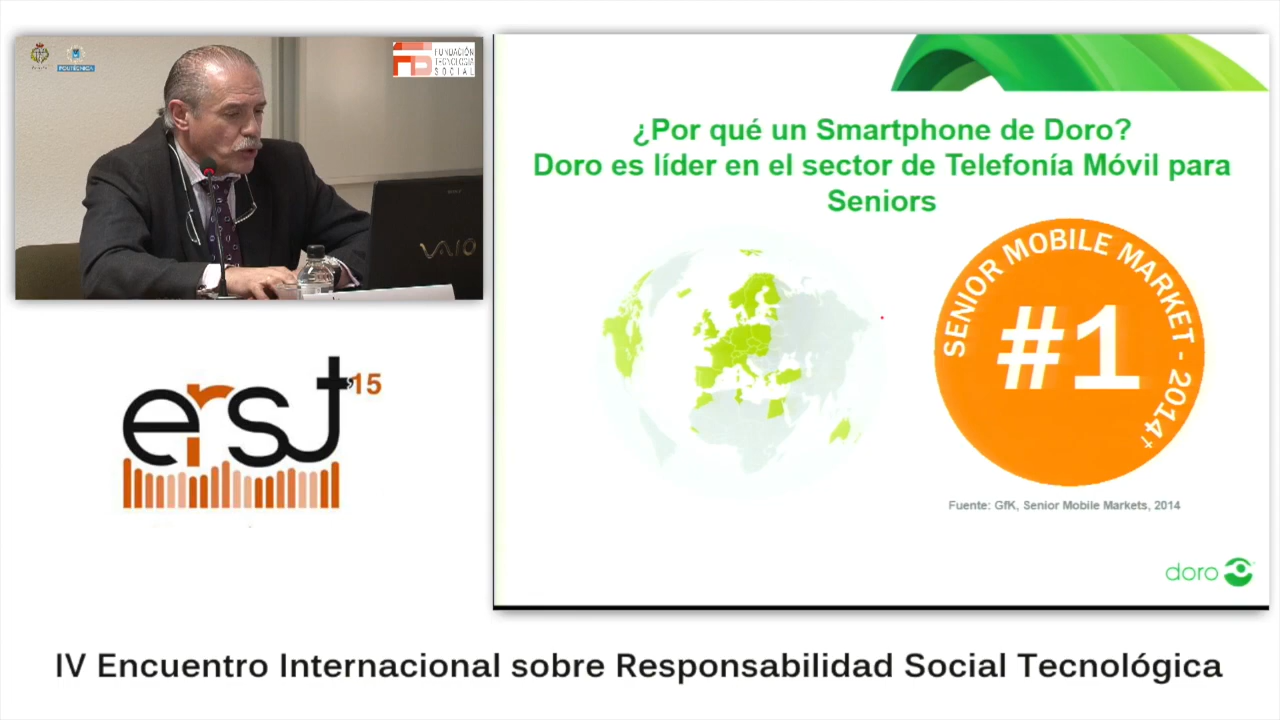 POLITÉCNICA
FUNDACIÓN
TECNOLOGÍA
SOCIAL
VAIO
erst'15
¿Por qué un Smartphone de Doro?
Doro es líder en el sector de Telefonía Móvil para
Seniors
SENIOR MOBILE MARKET - 2014†
#1
Fuente: GfK, Senior Mobile Markets, 2014
doro
IV Encuentro Internacional sobre Responsabilidad Social Tecnológica